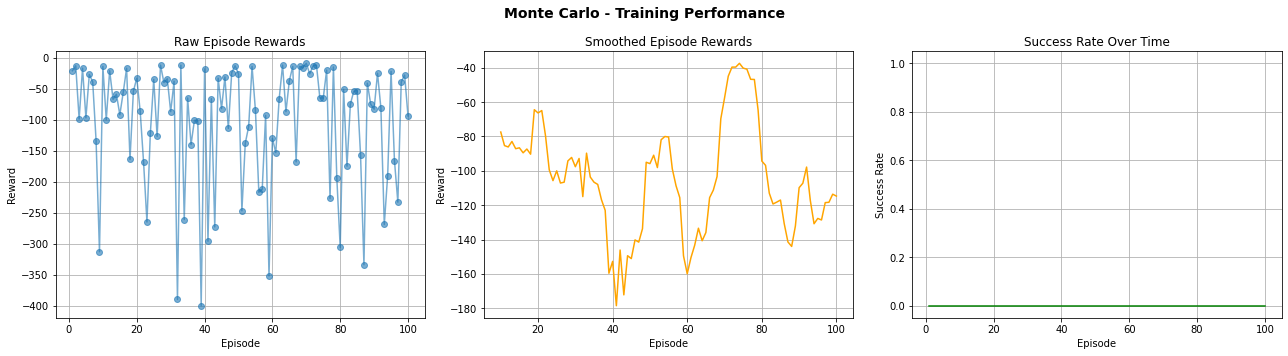 Monte Carlo - Training Performance
Raw Episode Rewards
0
−50
−100
−150
−200
−250
−300
−350
−400
Reward
0 20 40 60 80 100
Episode
Smoothed Episode Rewards
−40
−60
−80
−100
−120
−140
−160
−180
Reward
20 40 60 80 100
Episode
Success Rate Over Time
1.0
0.8
0.6
0.4
0.2
0.0
Success Rate
0 20 40 60 80 100
Episode